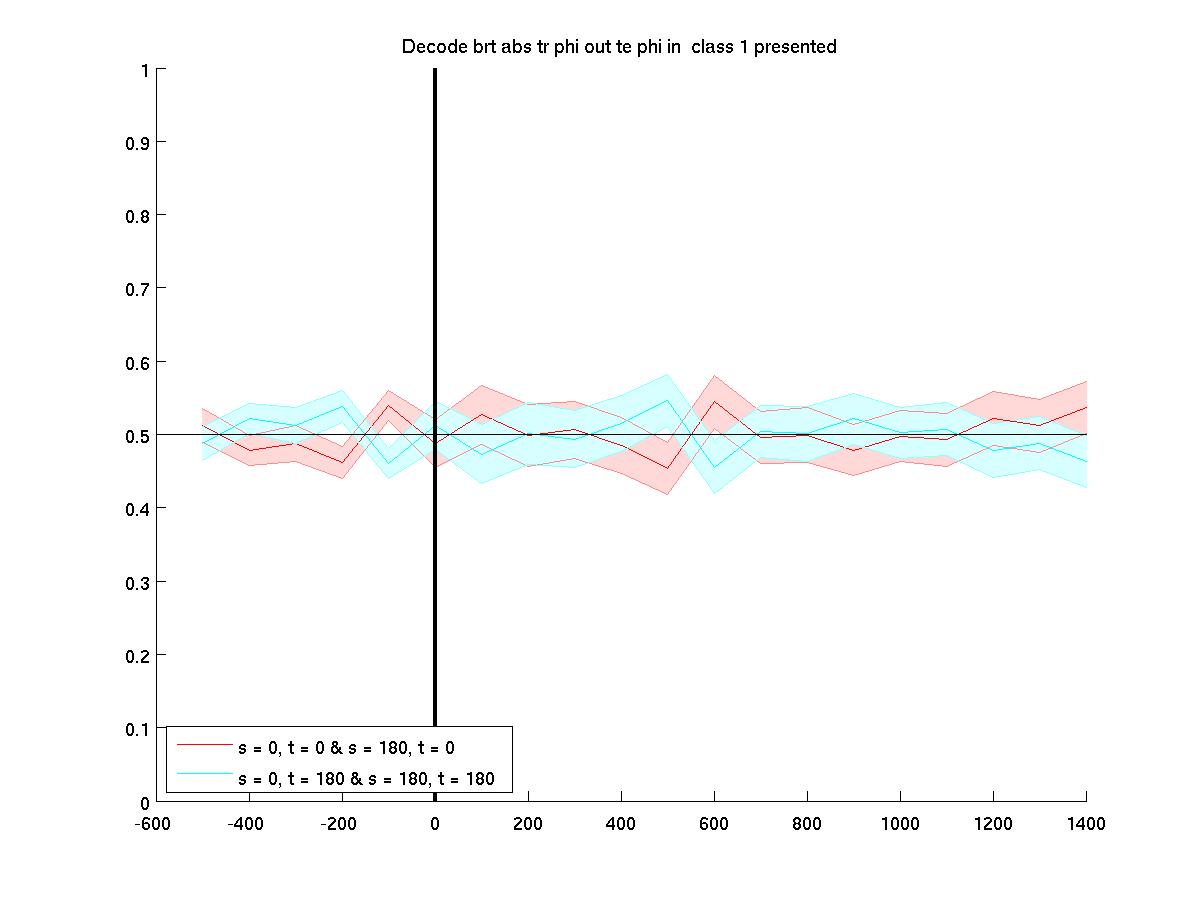 Decode brt abs tr phi out te phi in  class 1 presented
1
0.9
0.8
0.7
0.6
0.5
0.4
0.3
0.2
0.1
0
s = 0, t = 0 & s = 180, t = 0
s = 0, t = 180 & s = 180, t = 180
-600 -400 -200 0 200 400 600 800 1000 1200 1400